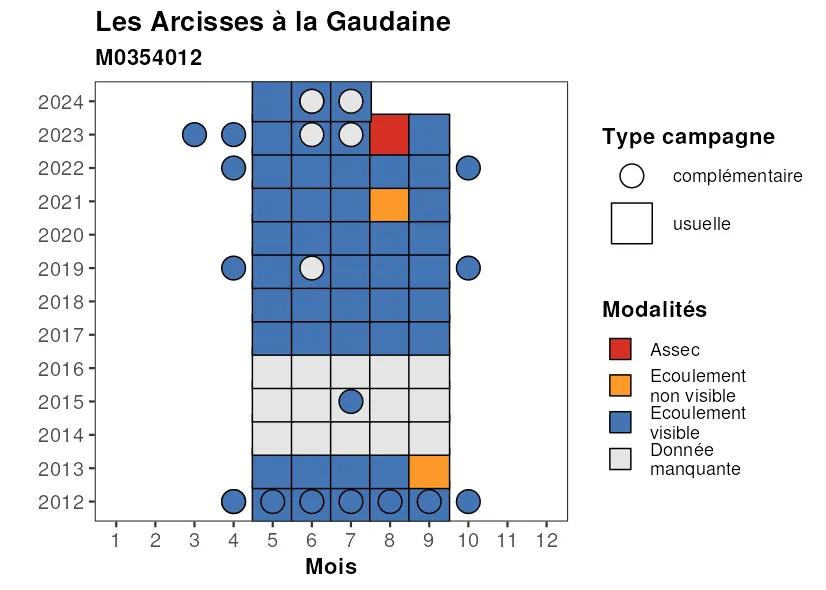 Les Arcisses à la Gaudaine
M0354012
2024
2023
2022
2021
2020
2019
2018
2017
2016
2015
2014
2013
2012
1 2 3 4 5 6 7 8 9 10 11 12
Mois
Type campagne
complémentaire
usuelle
Modalités
Assec
Ecoulement
non visible
Ecoulement
visible
Donnée
manquante